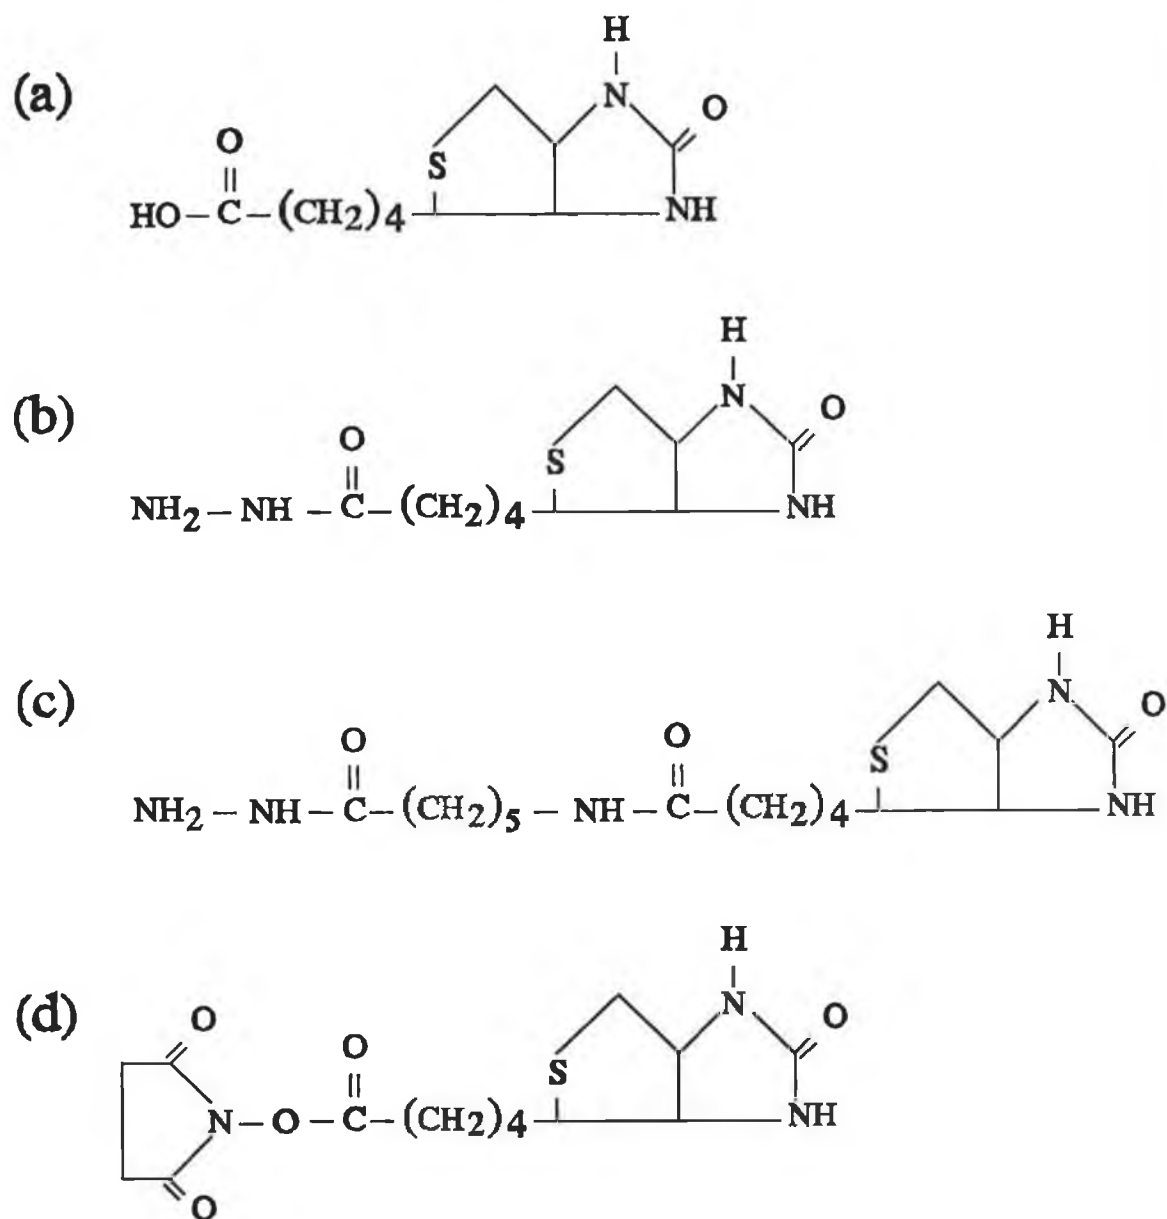 (a)
H
N
O
O
S
HO–C–(CH2)4
NH
(b)
H
N
O
O
S
NH2–NH–C–(CH2)4
NH
(c)
H
N
O
O
O
S
NH2–NH–C–(CH2)5–NH–C–(CH2)4
NH
(d)
H
N
O
O
O
S
N–O–C–(CH2)4
NH
O